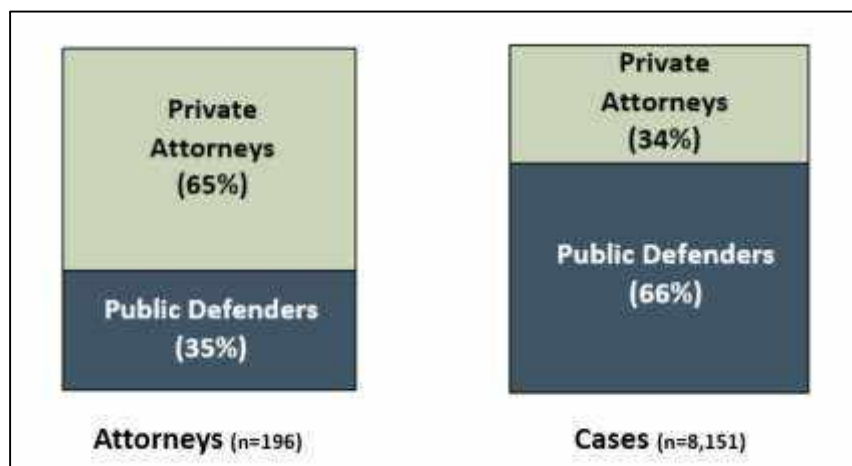 Private
Attorneys
(65%)
Public Defenders
(35%)
Attorneys (n=196)
Private
Attorneys
(34%)
Public Defenders
(66%)
Cases (n=8,151)